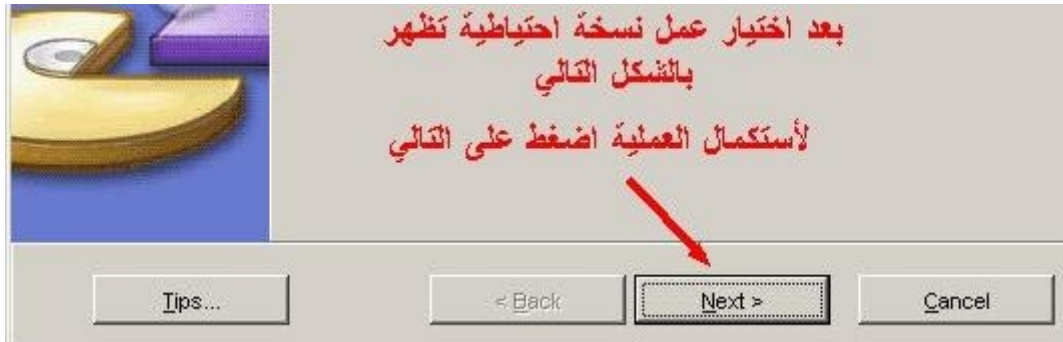 بعد اختيار عمل نسخة احتياطية تظهر
بالشكل التالي
لأستكمال العملية اضغط على التالي
Tips...
< Back
Next >
Cancel